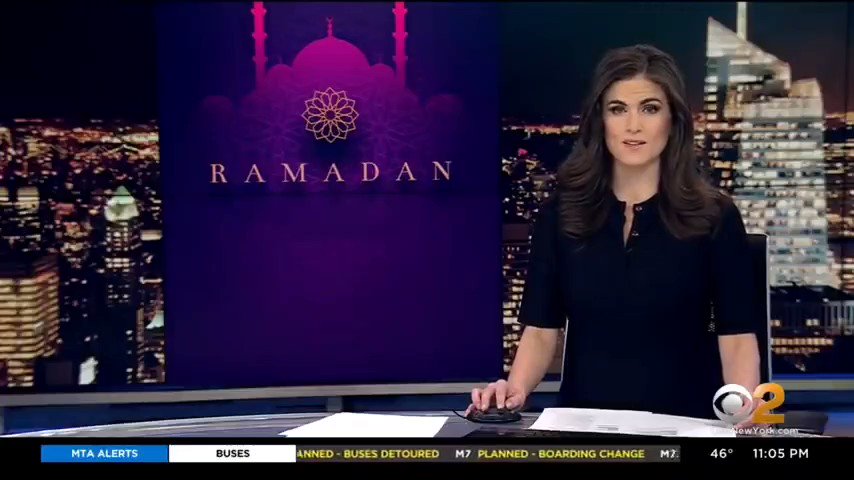 RAMADAN
2
NewYork.com
MTA ALERTS
BUSES
ANNED - BUSES DETOURED M7 PLANNED - BOARDING CHANGE M7:
46° 11:05 PM